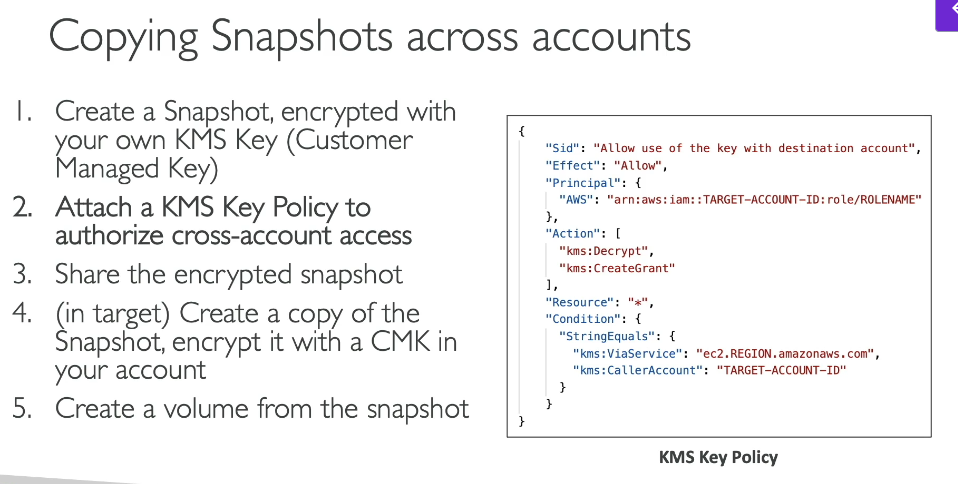 Copying Snapshots across accounts
1. Create a Snapshot, encrypted with
your own KMS Key (Customer
Managed Key)
2. Attach a KMS Key Policy to
authorize cross-account access
3. Share the encrypted snapshot
4. (in target) Create a copy of the
Snapshot, encrypt it with a CMK in
your account
5. Create a volume from the snapshot
{
"Sid": "Allow use of the key with destination account",
"Effect": "Allow",
"Principal": {
"AWS": "arn:aws:iam::TARGET-ACCOUNT-ID:role/ROLENAME"
},
"Action": [
"kms:Decrypt",
"kms:CreateGrant"
],
"Resource": "*",
"Condition": {
"StringEquals": {
"kms:ViaService": "ec2.REGION.amazonaws.com",
"kms:CallerAccount": "TARGET-ACCOUNT-ID"
}
}
}
KMS Key Policy